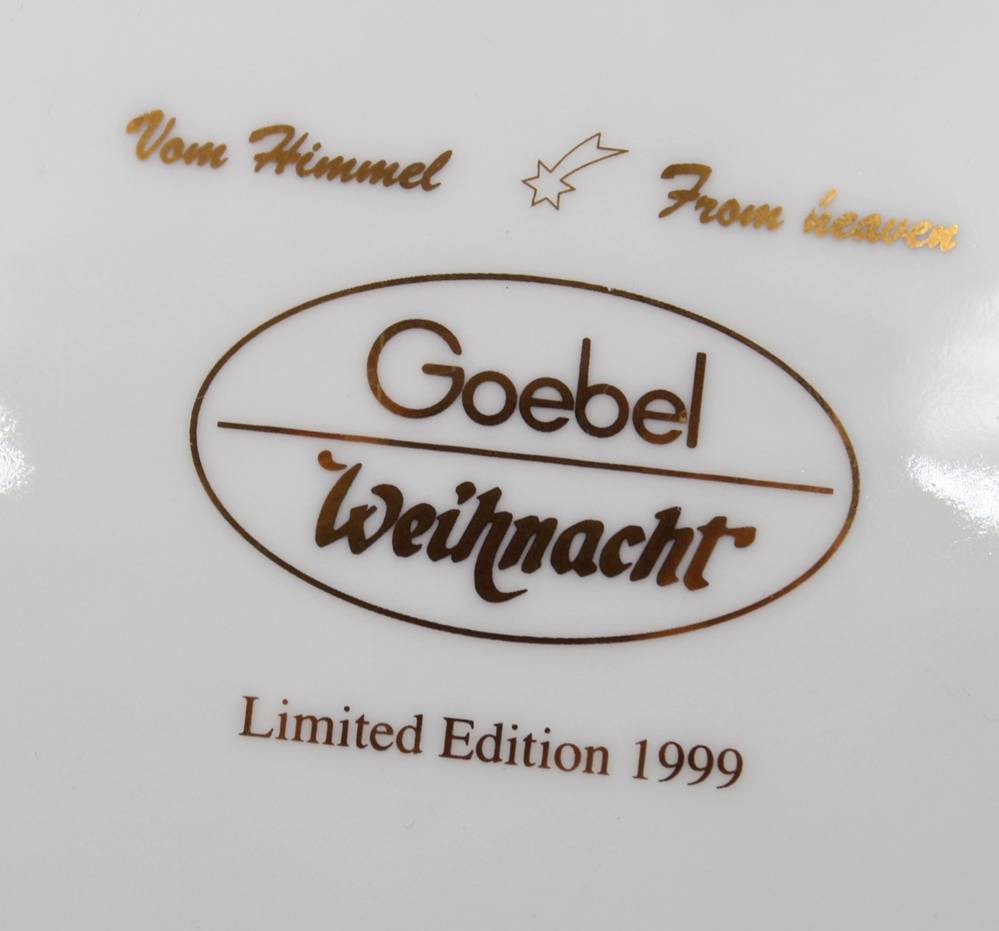 Vom Himmel From heaven
Goebel
Weihnacht
Limited Edition 1999